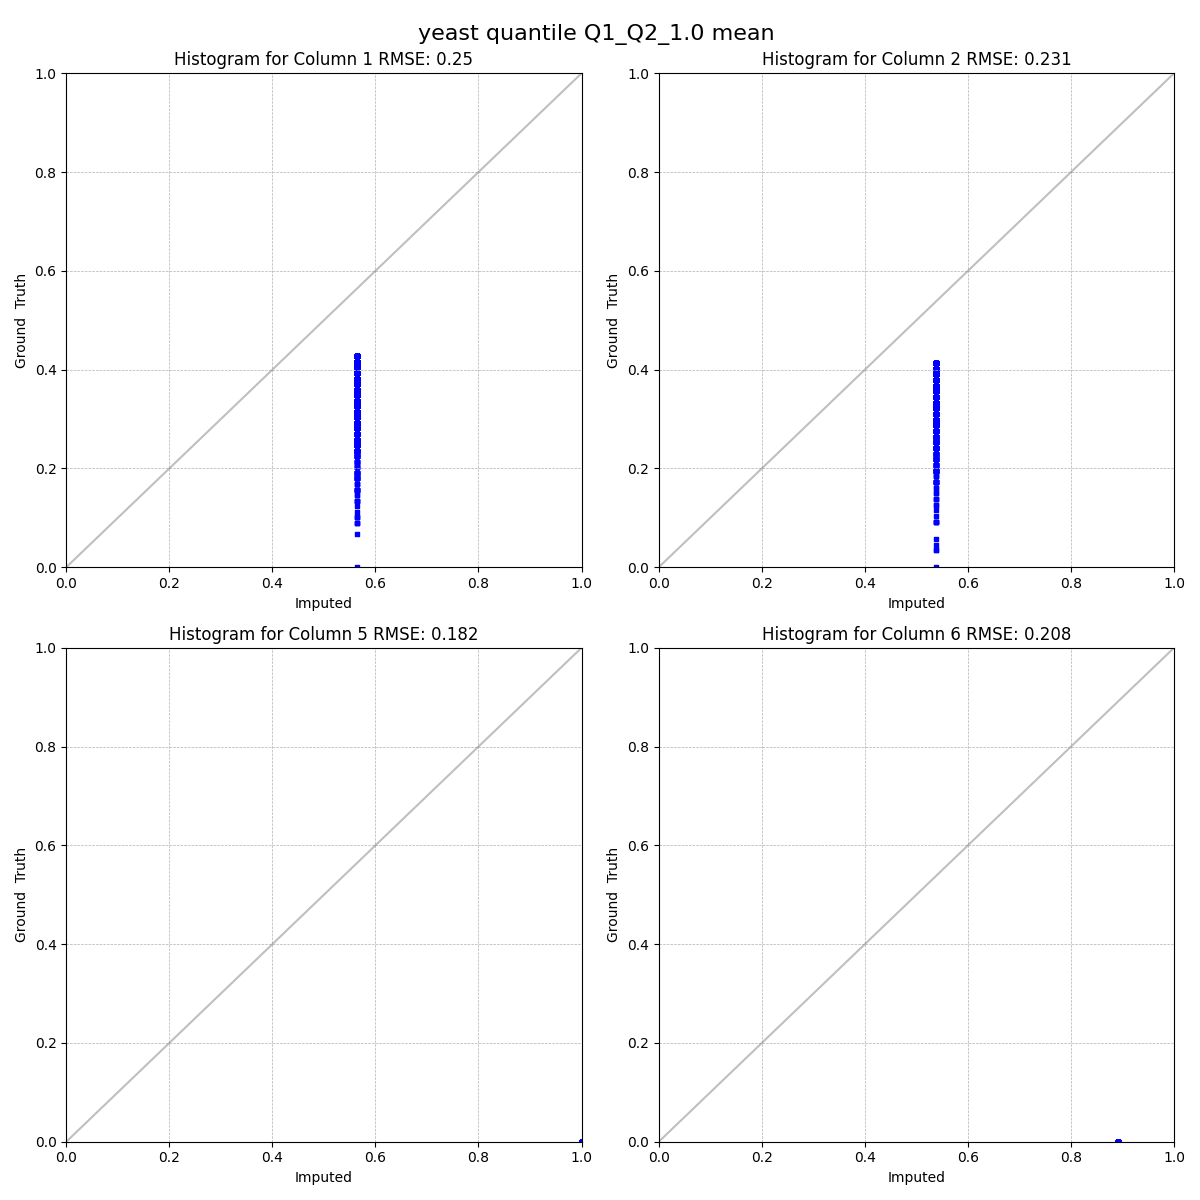 yeast quantile Q1_Q2_1.0 mean
Histogram for Column 1 RMSE: 0.25
1.0
0.8
0.6
0.4
0.2
0.0
Ground Truth
0.0 0.2 0.4 0.6 0.8 1.0
Imputed
Histogram for Column 2 RMSE: 0.231
1.0
0.8
0.6
0.4
0.2
0.0
Ground Truth
0.0 0.2 0.4 0.6 0.8 1.0
Imputed
Histogram for Column 5 RMSE: 0.182
1.0
0.8
0.6
0.4
0.2
0.0
Ground Truth
0.0 0.2 0.4 0.6 0.8 1.0
Imputed
Histogram for Column 6 RMSE: 0.208
1.0
0.8
0.6
0.4
0.2
0.0
Ground Truth
0.0 0.2 0.4 0.6 0.8 1.0
Imputed